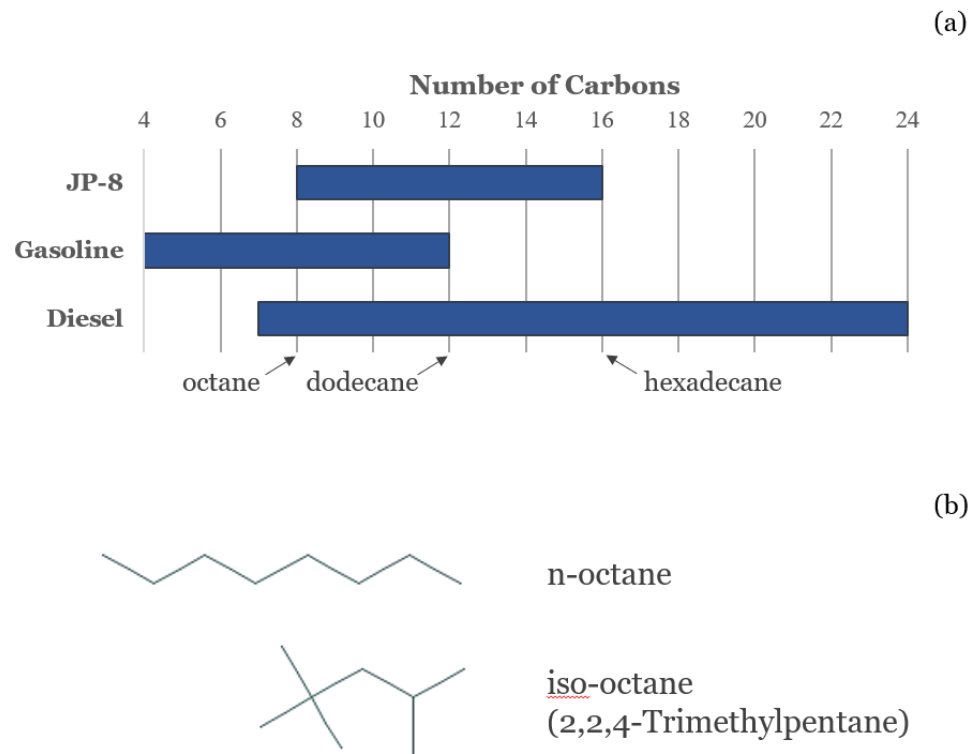 (a)
Number of Carbons
4 6 8 10 12 14 16 18 20 22 24
JP-8
Gasoline
Diesel
octane dodecane hexadecane
(b)
n-octane
iso-octane
(2,2,4-Trimethylpentane)